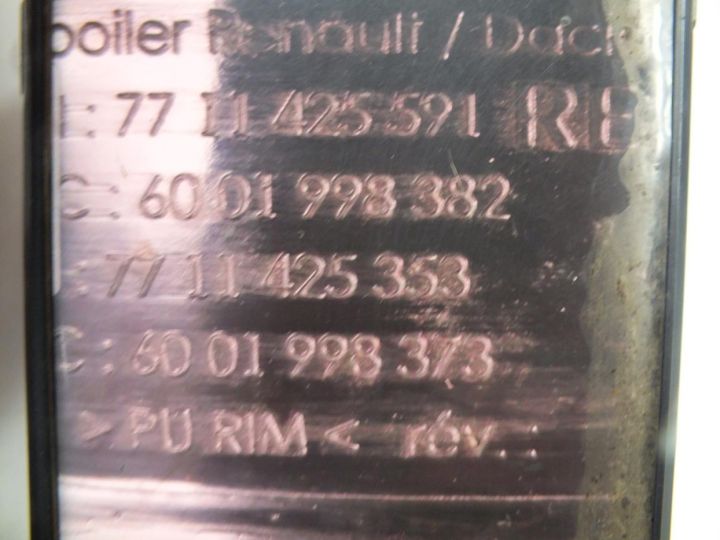 poiler Renault / Daci
: 77 11 425 591 RE
C : 60 01 998 382
: 77 11 425 353
C : 60 01 998 373
> PU RIM < rév. :